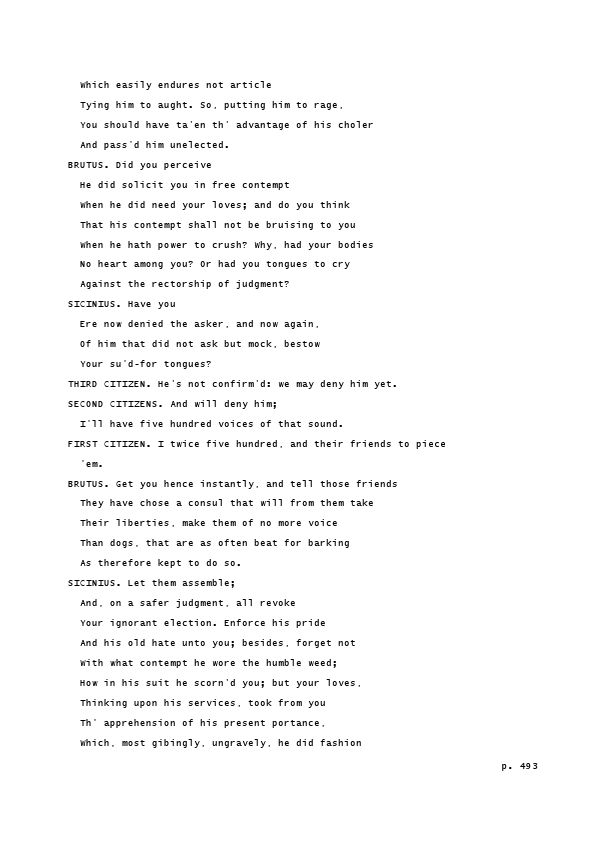 Which easily endures not article
Tying him to aught. So, putting him to rage,
You should have ta'en th' advantage of his choler
And pass'd him unelected.
BRUTUS. Did you perceive
He did solicit you in free contempt
When he did need your loves; and do you think
That his contempt shall not be bruising to you
When he hath power to crush? Why, had your bodies
No heart among you? Or had you tongues to cry
Against the rectorship of judgment?
SICINIUS. Have you
Ere now denied the asker, and now again,
Of him that did not ask but mock, bestow
Your su'd-for tongues?
THIRD CITIZEN. He's not confirm'd: we may deny him yet.
SECOND CITIZENS. And will deny him;
I'll have five hundred voices of that sound.
FIRST CITIZEN. I twice five hundred, and their friends to piece
'em.
BRUTUS. Get you hence instantly, and tell those friends
They have chose a consul that will from them take
Their liberties, make them of no more voice
Than dogs, that are as often beat for barking
As therefore kept to do so.
SICINIUS. Let them assemble;
And, on a safer judgment, all revoke
Your ignorant election. Enforce his pride
And his old hate unto you; besides, forget not
With what contempt he wore the humble weed;
How in his suit he scorn'd you; but your loves,
Thinking upon his services, took from you
Th' apprehension of his present portance,
Which, most gibingly, ungravely, he did fashion
p. 493